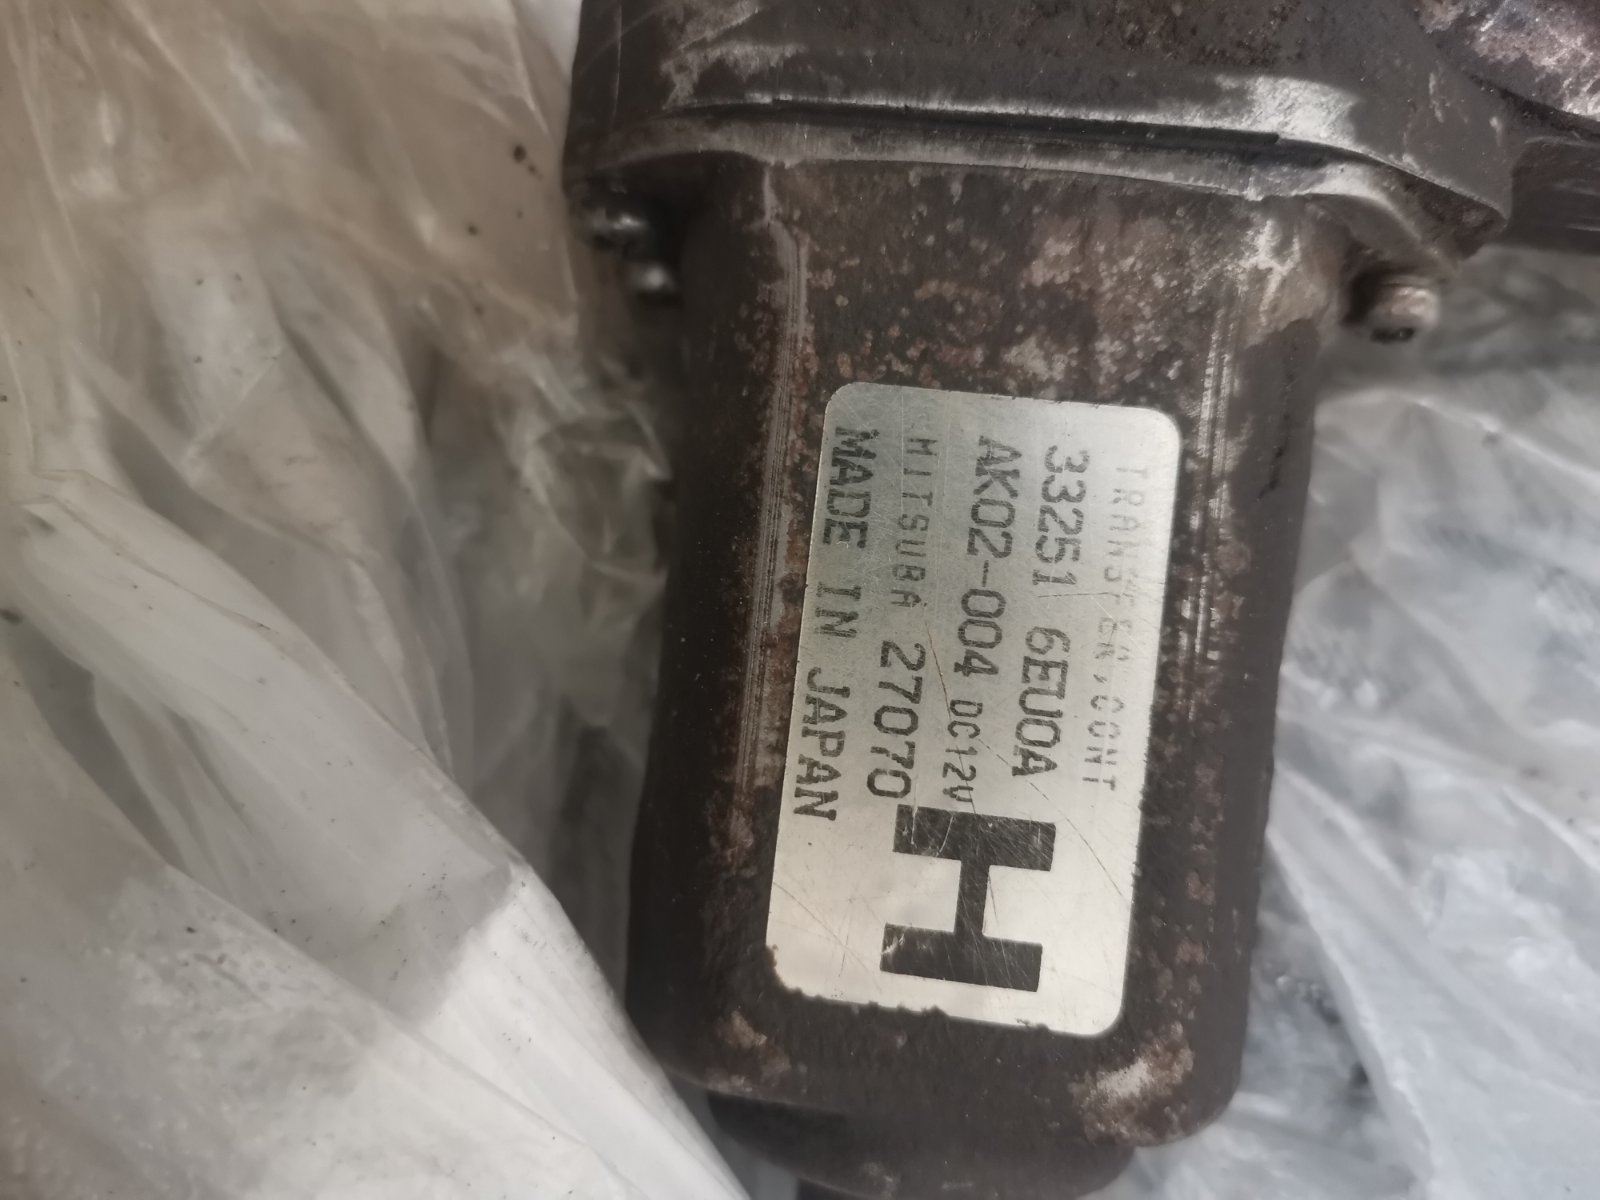 TRANSFER.CONT
33251 6EU0A
AK02-004 DC12V
MITSUBA 27070
MADE IN JAPAN
H